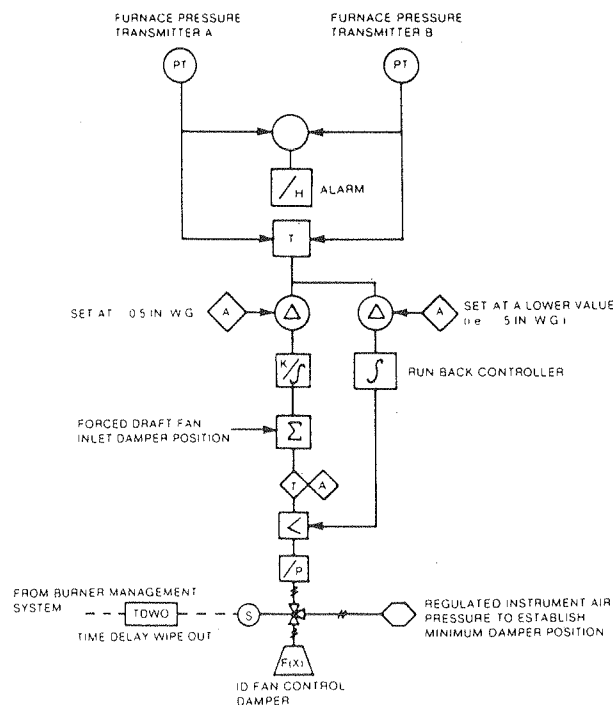 FURNACE PRESSURE
TRANSMITTER A
FURNACE PRESSURE
TRANSMITTER B
PT
PT
/H
ALARM
T
SET AT 0.5 IN W G
A
Δ
Δ
A
SET AT A LOWER VALUE
(i e 5 IN W G )
K/∫
∫
RUN BACK CONTROLLER
FORCED DRAFT FAN
INLET DAMPER POSITION
Σ
T
A
<
/P
FROM BURNER MANAGEMENT
SYSTEM
TDWO
TIME DELAY WIPE OUT
S
REGULATED INSTRUMENT AIR
PRESSURE TO ESTABLISH
MINIMUM DAMPER POSITION
F(X)
ID FAN CONTROL
DAMPER